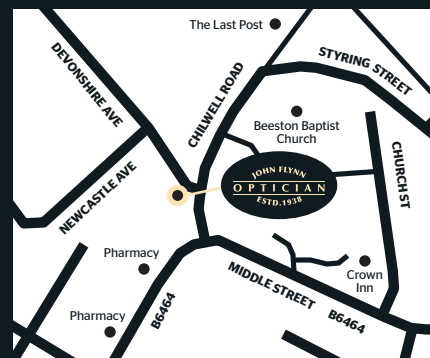 The Last Post
DEVONSHIRE AVE
CHILWELL ROAD
STYRING STREET
Beeston Baptist
Church
NEWCASTLE AVE
JOHN FLYNN
OPTICIAN
ESTD.1938
CHURCH ST
Pharmacy
Crown
Inn
MIDDLE STREET
B6464
B6464
Pharmacy